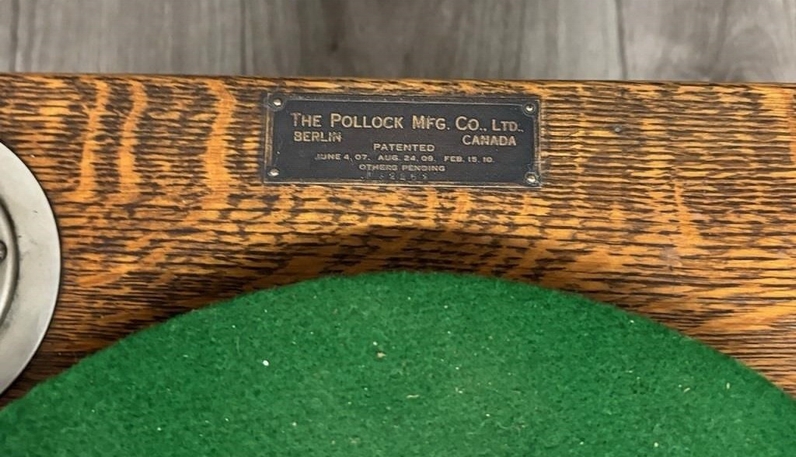 THE POLLOCK MFG. CO., LTD.,
BERLIN CANADA
PATENTED
JUNE 4, 07. AUG. 24, 09. FEB. 15, 10.
OTHERS PENDING